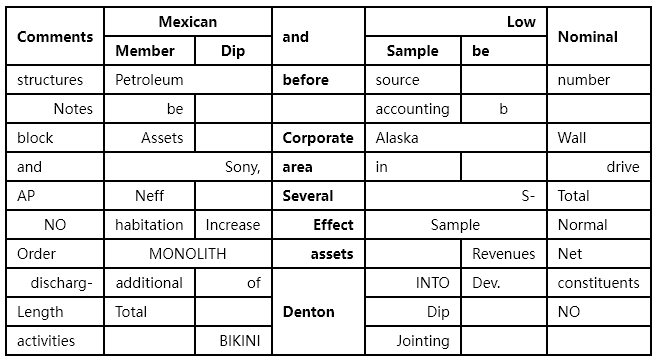 Comments Mexican and Low Nominal
Member Dip Sample be
structures Petroleum before source number
Notes be accounting b
block Assets Corporate Alaska Wall
and Sony, area in drive
AP Neff Several S- Total
NO habitation Increase Effect Sample Normal
Order MONOLITH assets Revenues Net
discharg- additional of Denton INTO Dev. constituents
Length Total Dip NO
activities BIKINI Jointing